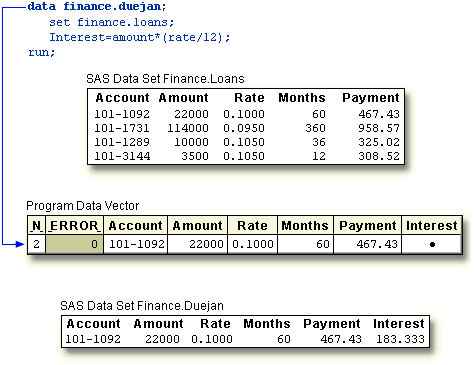 data finance.duejan;
set finance.loans;
Interest=amount*(rate/12);
run;
SAS Data Set Finance.Loans
Account Amount Rate Months Payment
101-1092 22000 0.1000 60 467.43
101-1731 114000 0.0950 360 958.57
101-1289 10000 0.1050 36 325.02
101-3144 3500 0.1050 12 308.52
Program Data Vector
_N_ _ERROR_ Account Amount Rate Months Payment Interest
2 0 101-1092 22000 0.1000 60 467.43 •
SAS Data Set Finance.Duejan
Account Amount Rate Months Payment Interest
101-1092 22000 0.1000 60 467.43 183.333